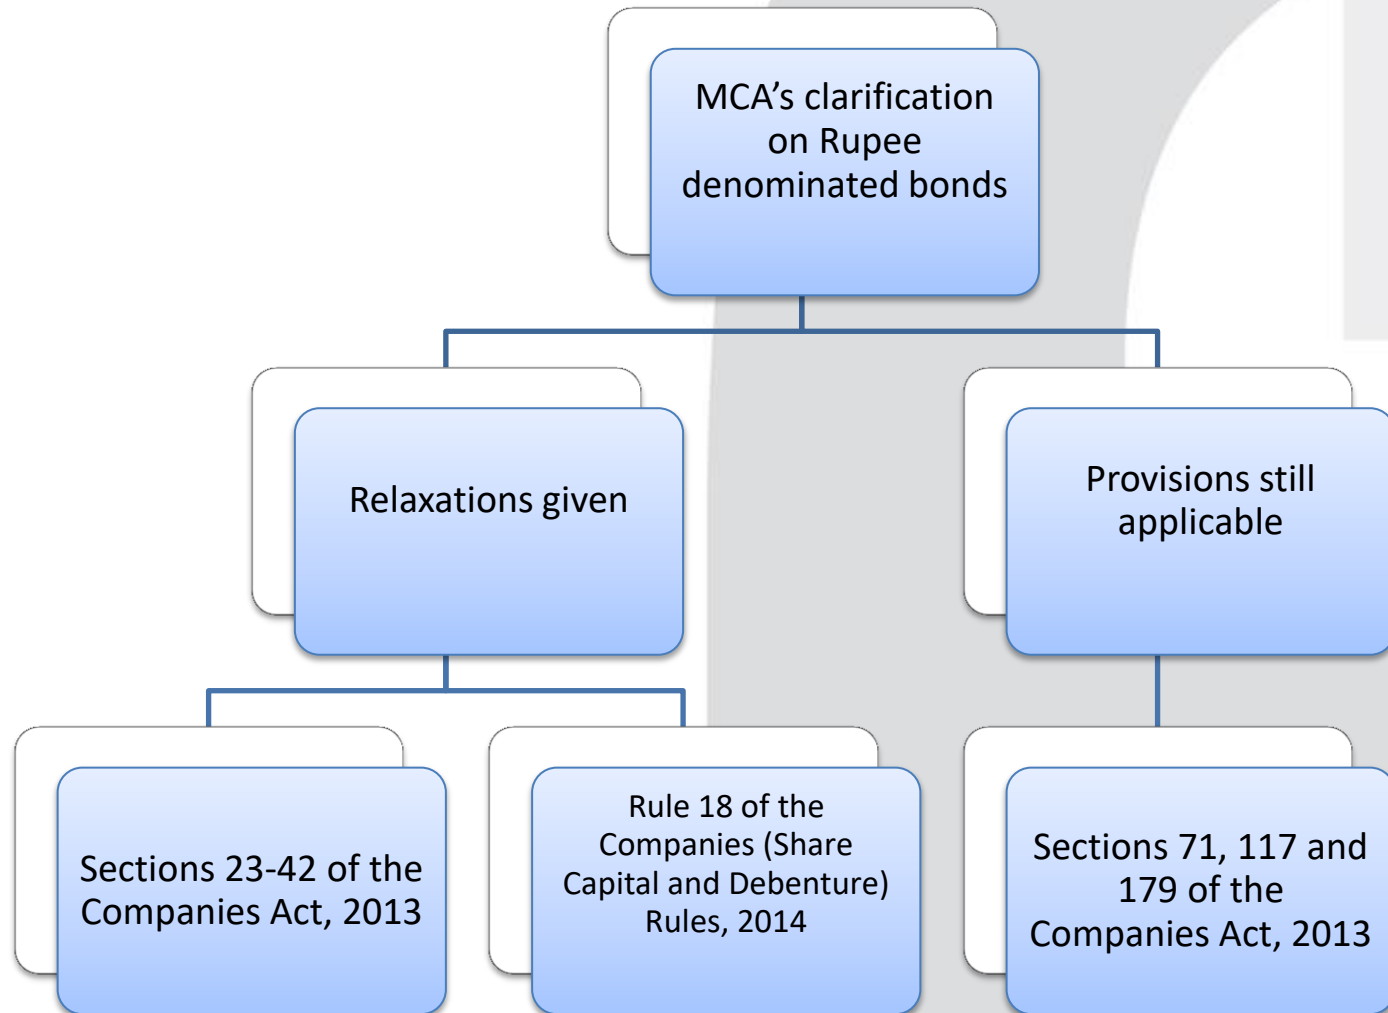 MCA’s clarification
on Rupee
denominated bonds
Relaxations given
Provisions still
applicable
Sections 23-42 of the
Companies Act, 2013
Rule 18 of the
Companies (Share
Capital and Debenture)
Rules, 2014
Sections 71, 117 and
179 of the
Companies Act, 2013